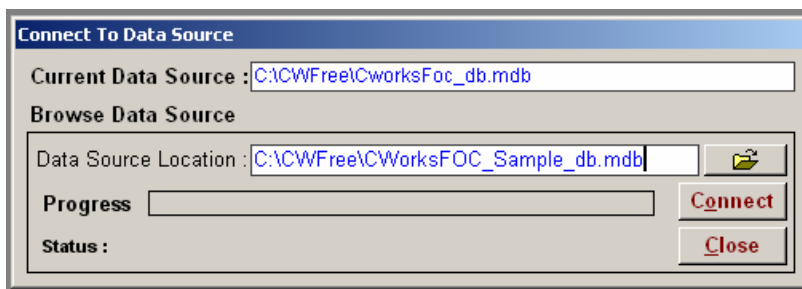 Connect To Data Source
Current Data Source : C:\CWFree\CworksFoc_db.mdb
Browse Data Source
Data Source Location : C:\CWFree\CWorksFOC_Sample_db.mdb
Progress Connect
Status : Close